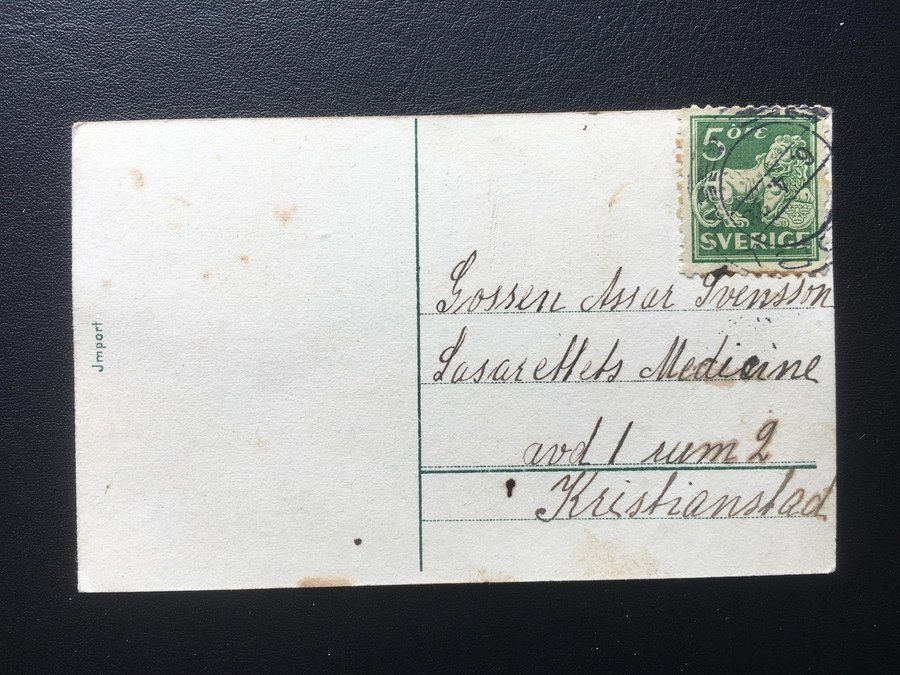 5 ÖRE
SVERIGE
Gossen Assar Svensson
Lasarettets Medicine
avd 1 rum 2
Kristianstad
Jmport